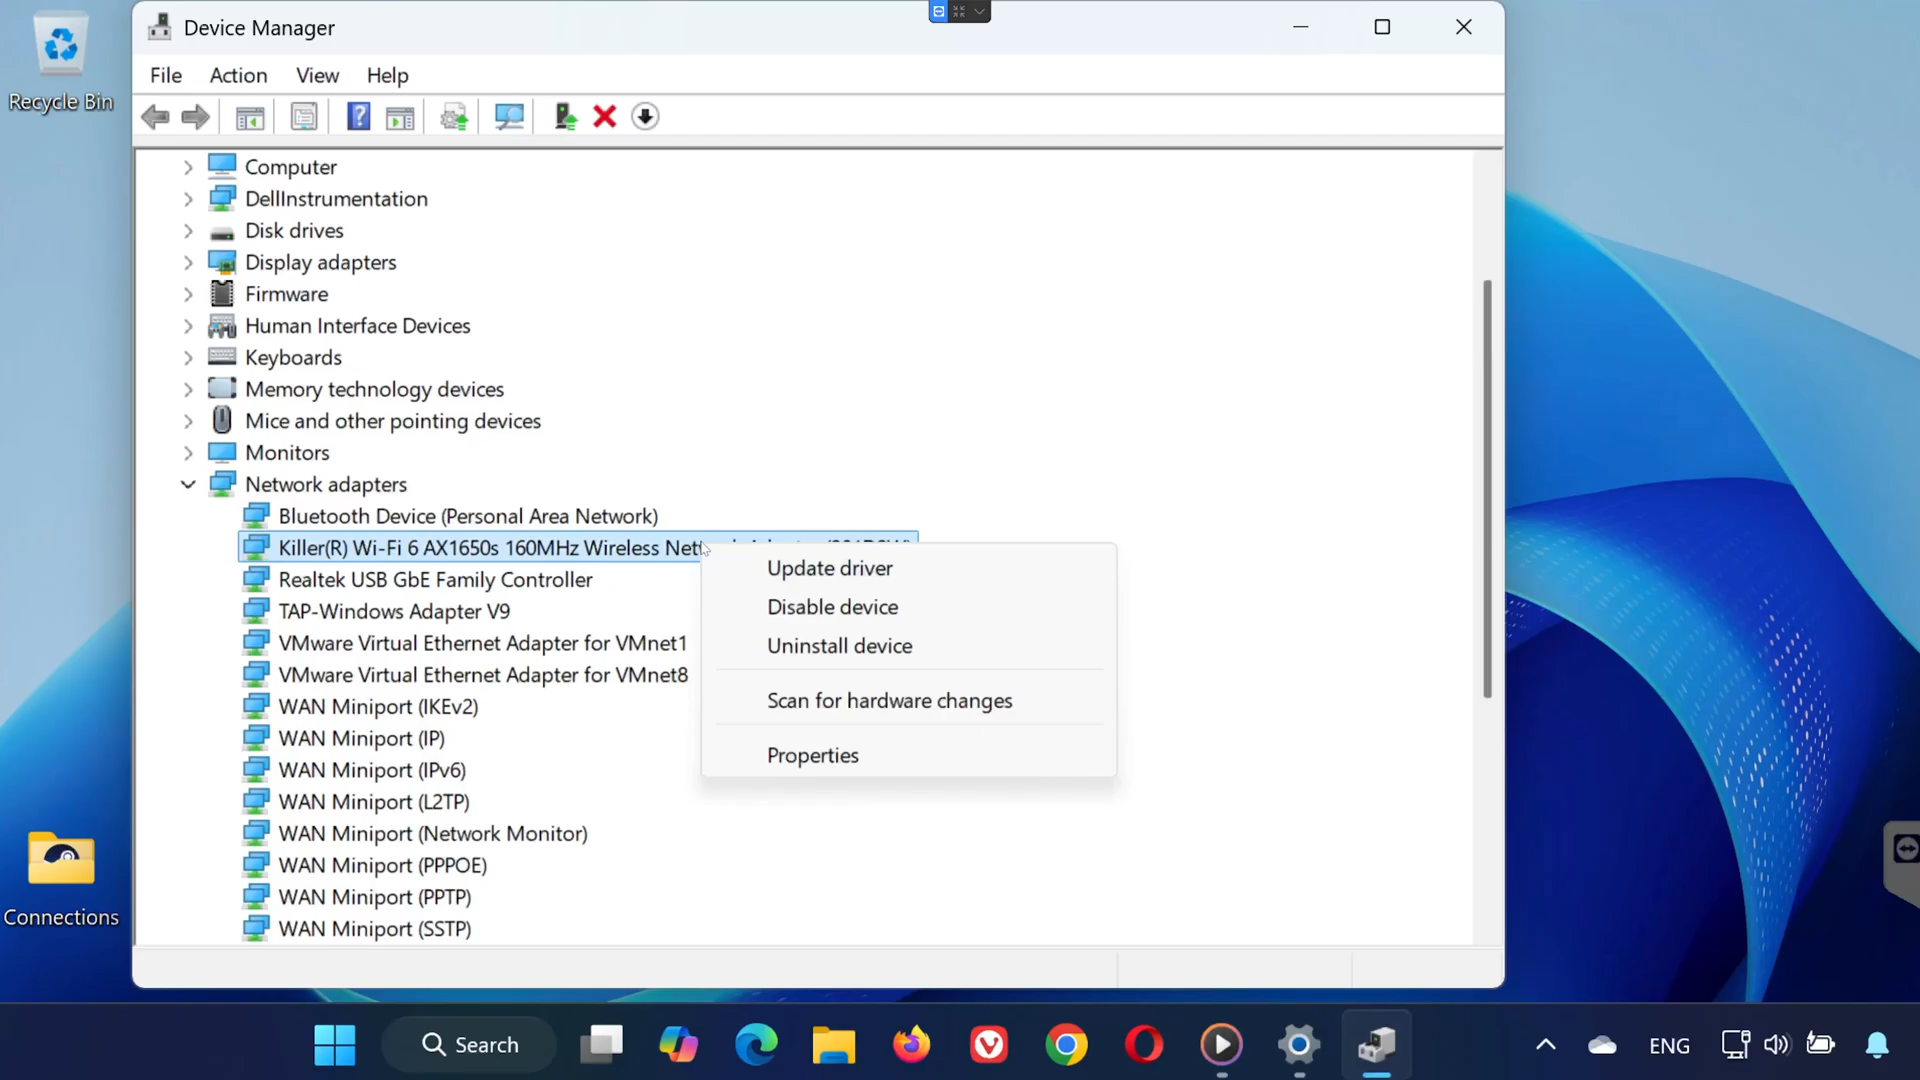 Device Manager
File Action View Help
Recycle Bin
Computer
DellInstrumentation
Disk drives
Display adapters
Firmware
Human Interface Devices
Keyboards
Memory technology devices
Mice and other pointing devices
Monitors
Network adapters
Bluetooth Device (Personal Area Network)
Killer(R) Wi-Fi 6 AX1650s 160MHz Wireless
Realtek USB GbE Family Controller
TAP-Windows Adapter V9
VMware Virtual Ethernet Adapter for VMnet1
VMware Virtual Ethernet Adapter for VMnet8
WAN Miniport (IKEv2)
WAN Miniport (IP)
WAN Miniport (IPv6)
WAN Miniport (L2TP)
WAN Miniport (Network Monitor)
WAN Miniport (PPPOE)
WAN Miniport (PPTP)
WAN Miniport (SSTP)
Update driver
Disable device
Uninstall device
Scan for hardware changes
Properties
Connections
Search
ENG